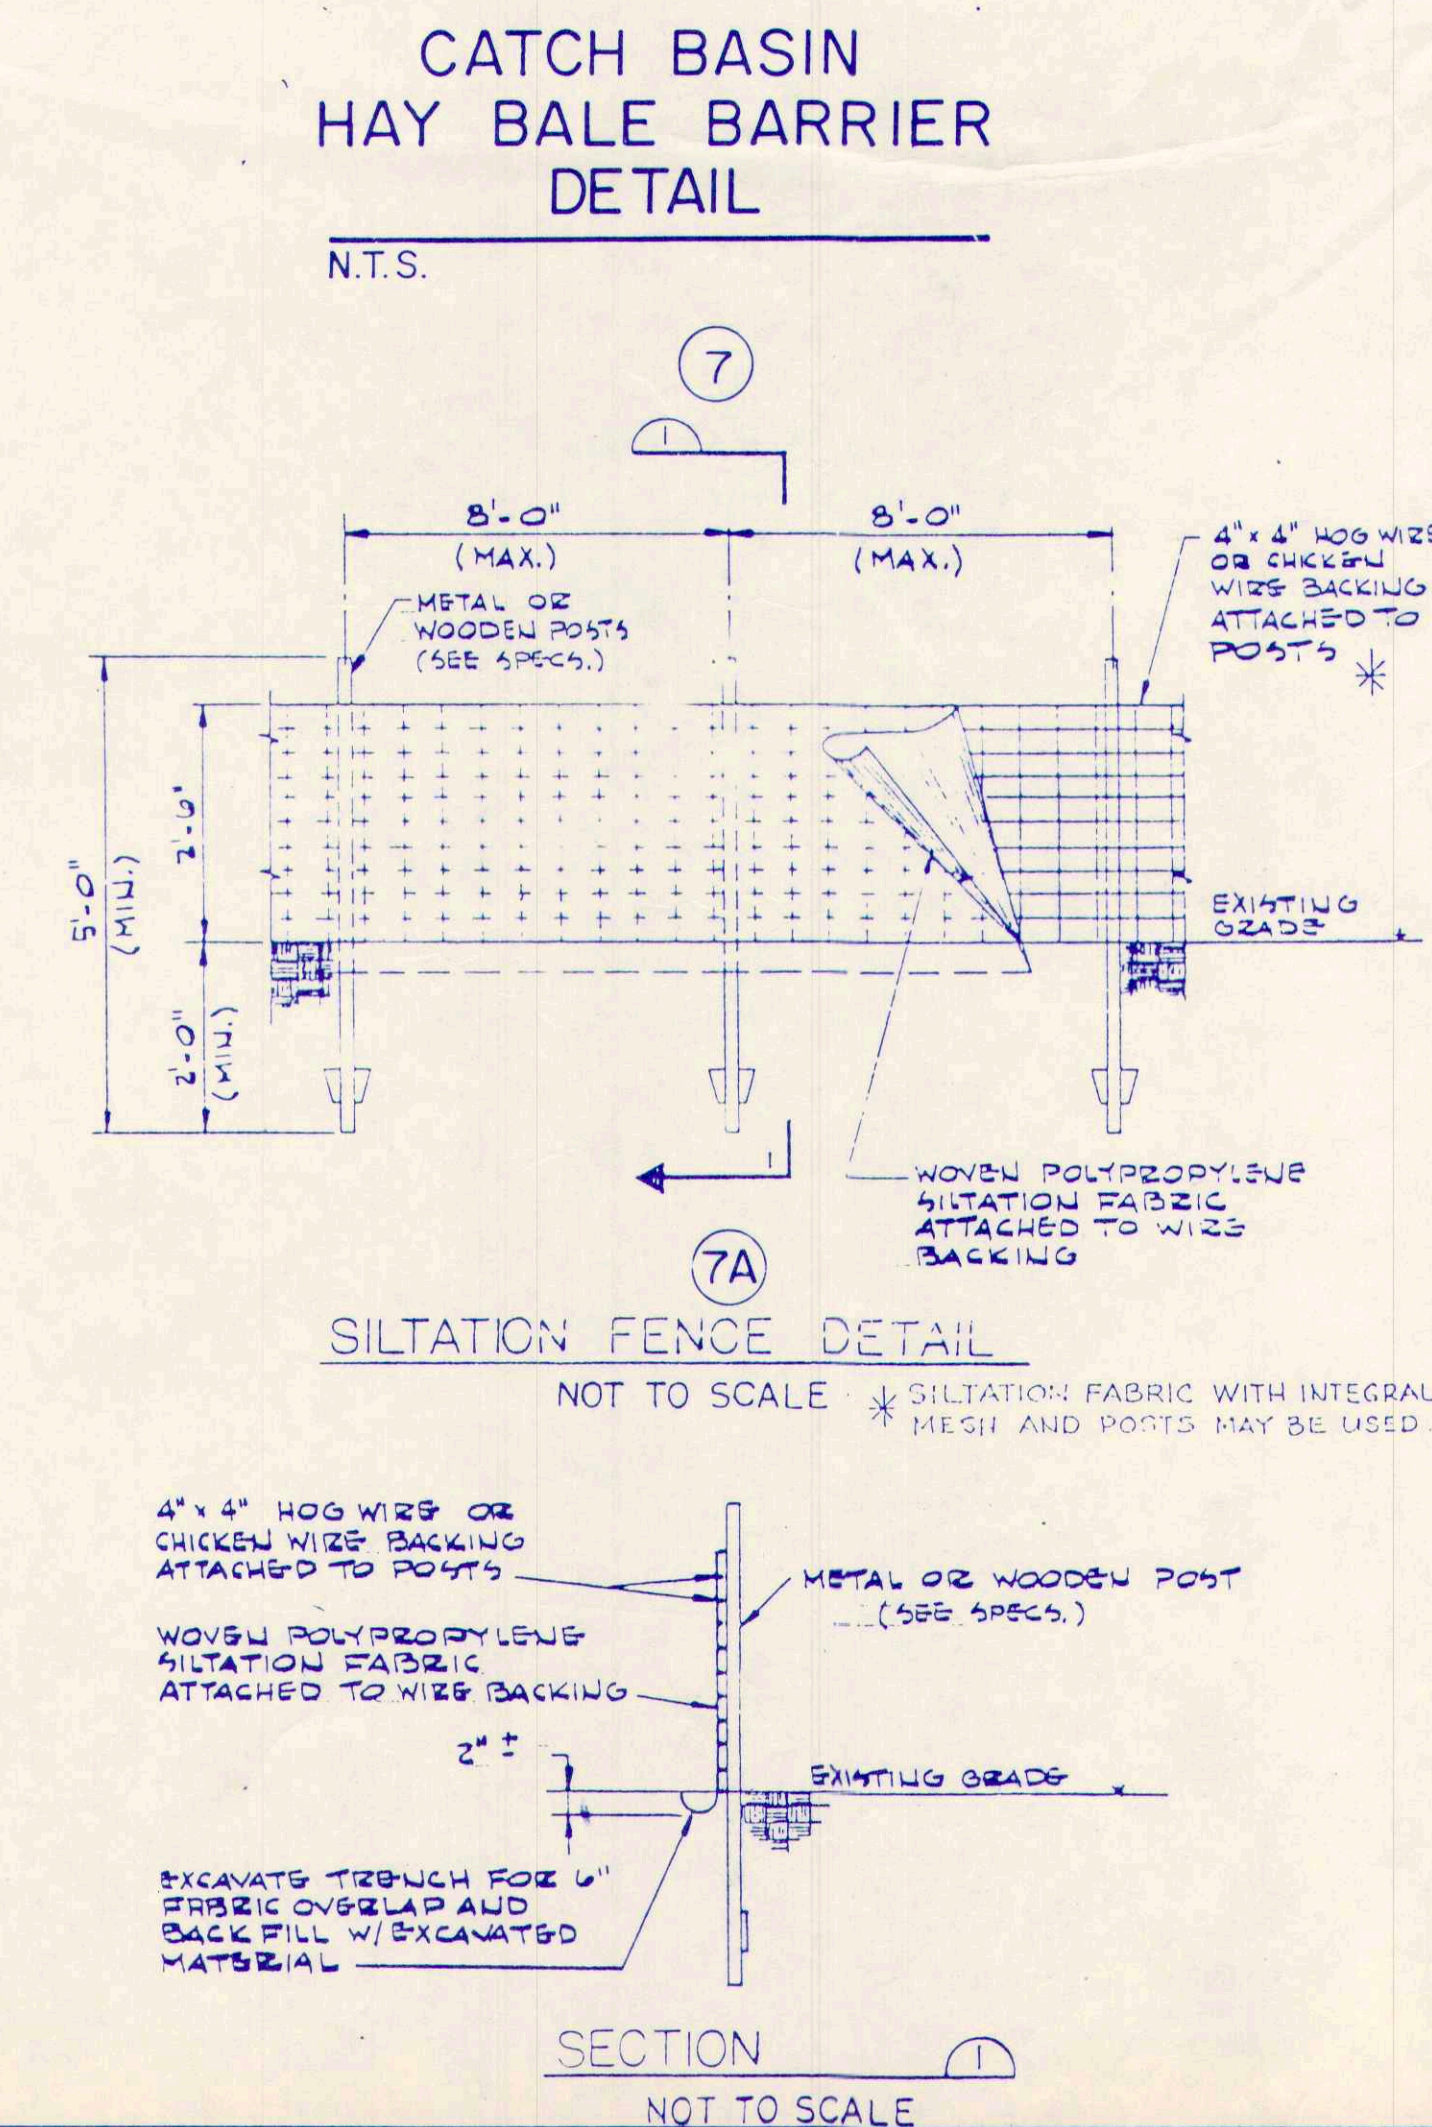 CATCH BASIN
HAY BALE BARRIER
DETAIL
N.T.S.
7
1
8'-0"
(MAX.)
8'-0"
(MAX.)
4" x 4" HOG WIRE
OR CHICKEN
WIRE BACKING
ATTACHED TO
POSTS *
METAL OR
WOODEN POSTS
(SEE SPECS.)
5'-0"
(MIN.)
2'-6"
2'-0"
(MIN.)
EXISTING
GRADE
1
WOVEN POLYPROPYLENE
SILTATION FABRIC
ATTACHED TO WIRE
BACKING
7A
SILTATION FENCE DETAIL
NOT TO SCALE
* SILTATION FABRIC WITH INTEGRAL
MESH AND POSTS MAY BE USED.
4" x 4" HOG WIRE OR
CHICKEN WIRE BACKING
ATTACHED TO POSTS
METAL OR WOODEN POST
(SEE SPECS.)
WOVEN POLYPROPYLENE
SILTATION FABRIC
ATTACHED TO WIRE BACKING
2" ±
EXISTING GRADE
EXCAVATE TRENCH FOR 6"
FABRIC OVERLAP AND
BACK FILL W/ EXCAVATED
MATERIAL
SECTION 1
NOT TO SCALE